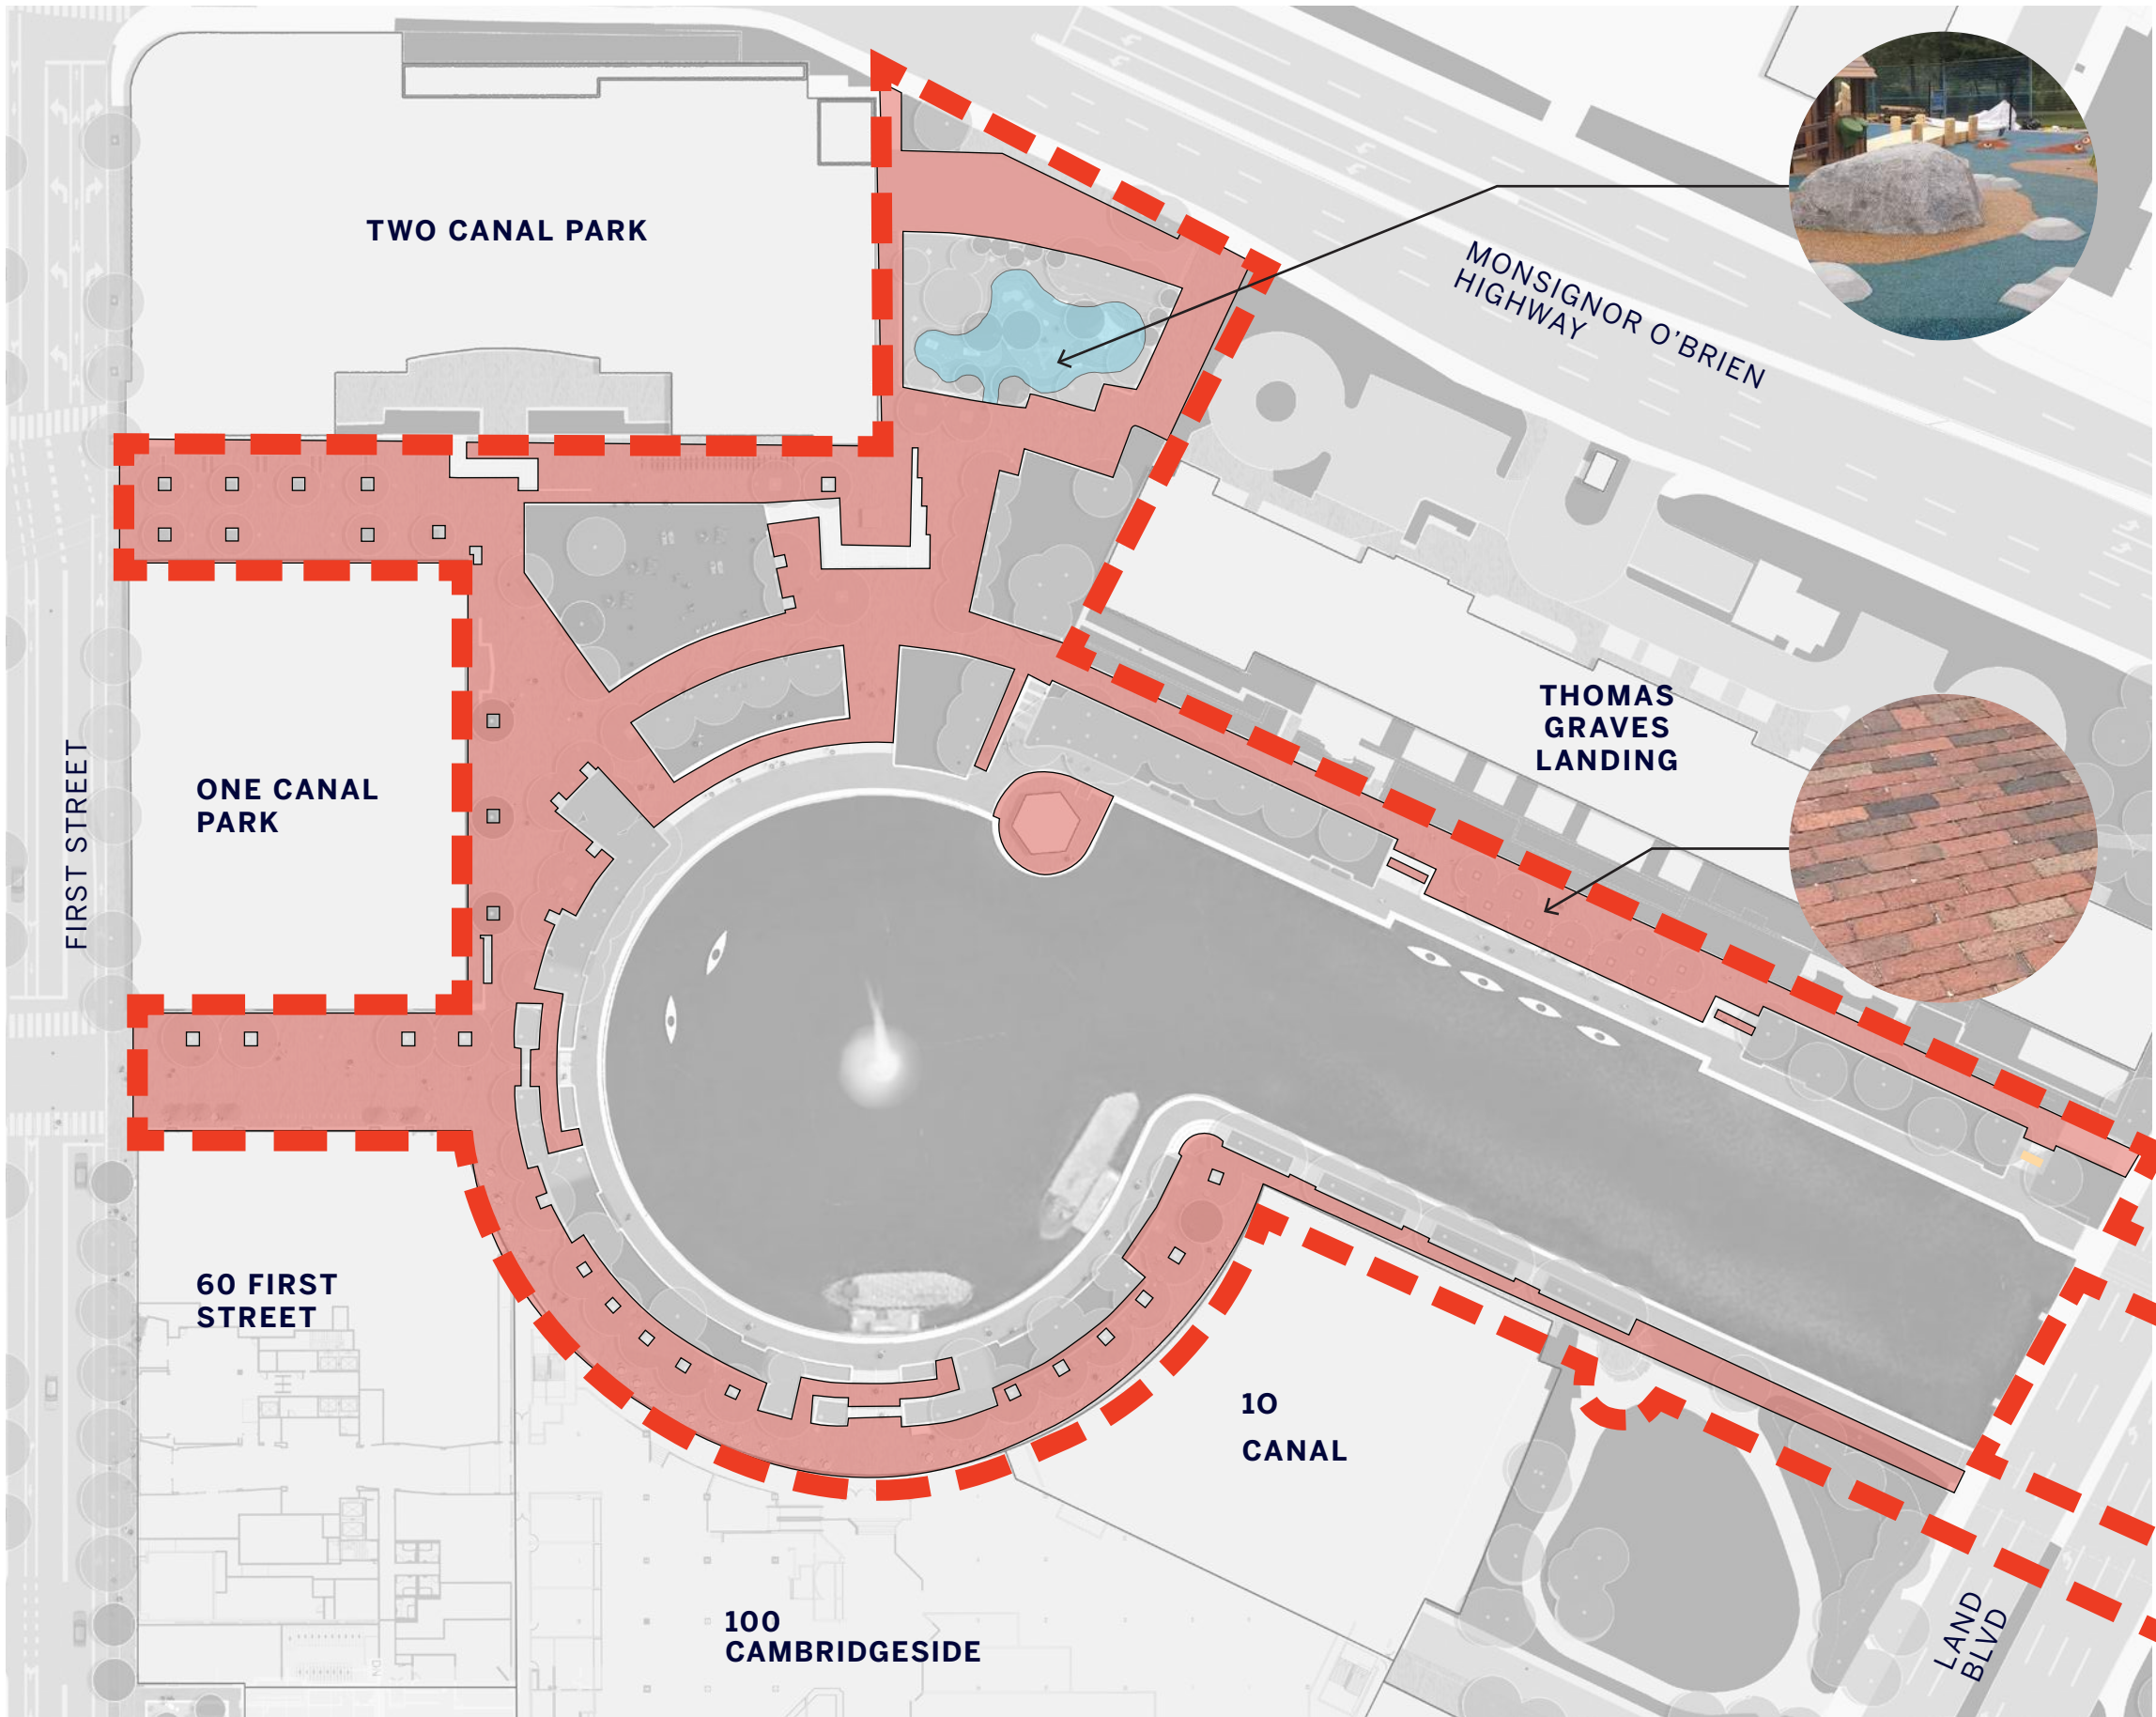 TWO CANAL PARK
MONSIGNOR O’BRIEN
HIGHWAY
THOMAS
GRAVES
LANDING
ONE CANAL
PARK
FIRST STREET
60 FIRST
STREET
10
CANAL
100
CAMBRIDGESIDE
LAND
BLVD
DN